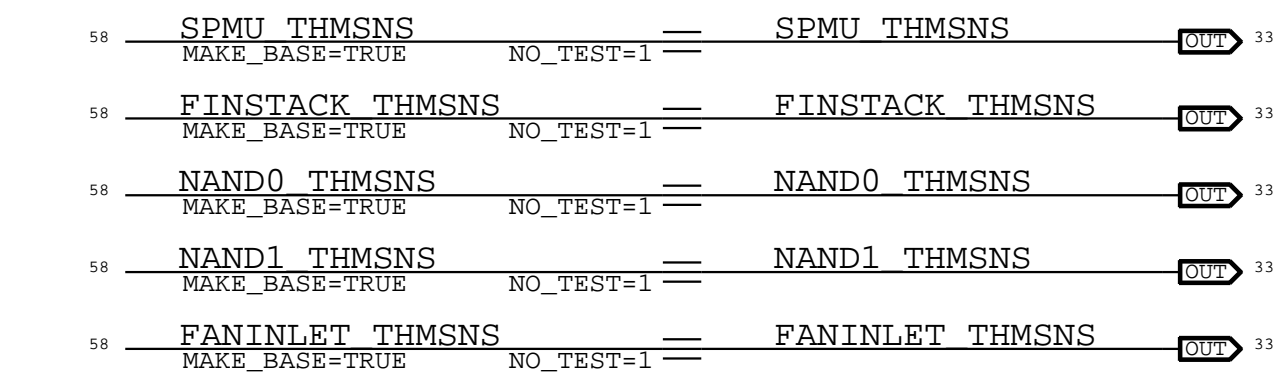 58 SPMU_THMSNS SPMU_THMSNS OUT 33
MAKE_BASE=TRUE NO_TEST=1
58 FINSTACK_THMSNS FINSTACK_THMSNS OUT 33
MAKE_BASE=TRUE NO_TEST=1
58 NAND0_THMSNS NAND0_THMSNS OUT 33
MAKE_BASE=TRUE NO_TEST=1
58 NAND1_THMSNS NAND1_THMSNS OUT 33
MAKE_BASE=TRUE NO_TEST=1
58 FANINLET_THMSNS FANINLET_THMSNS OUT 33
MAKE_BASE=TRUE NO_TEST=1